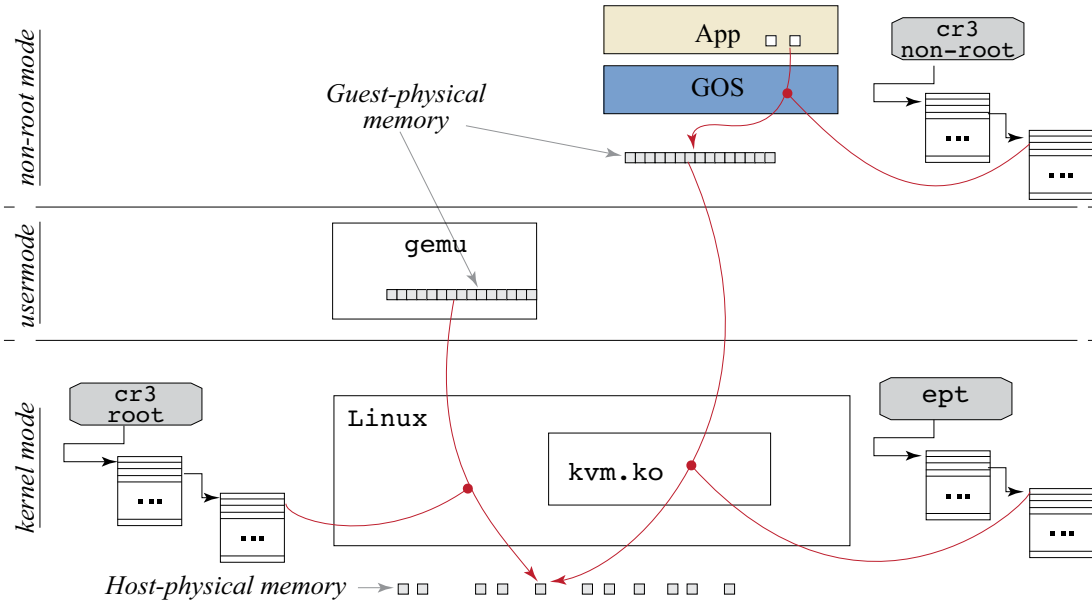 non-root mode
App
GOS
cr3
non-root
Guest-physical
memory
usermode
gemu
kernel mode
cr3
root
Linux
kvm.ko
ept
Host-physical memory